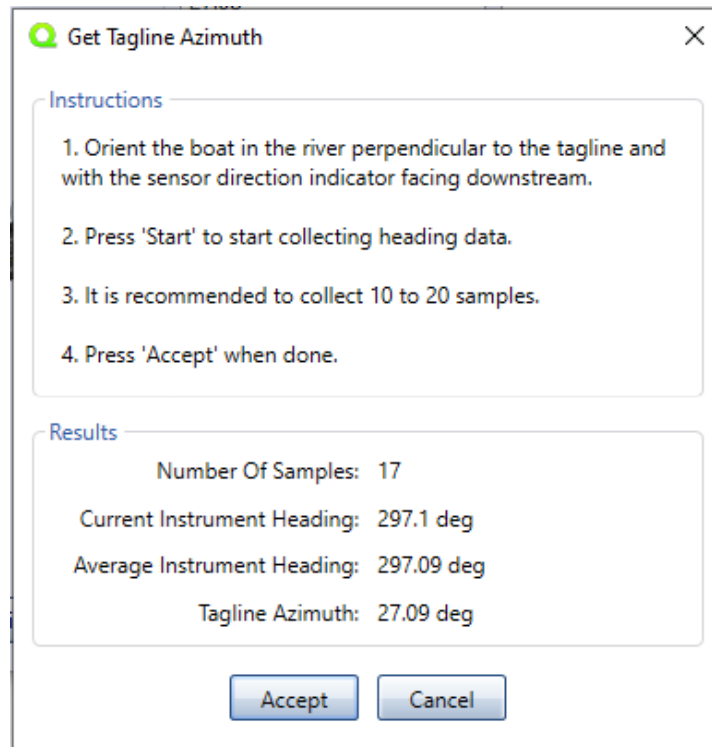 Get Tagline Azimuth
Instructions
1. Orient the boat in the river perpendicular to the tagline and
with the sensor direction indicator facing downstream.
2. Press 'Start' to start collecting heading data.
3. It is recommended to collect 10 to 20 samples.
4. Press 'Accept' when done.
Results
Number Of Samples: 17
Current Instrument Heading: 297.1 deg
Average Instrument Heading: 297.09 deg
Tagline Azimuth: 27.09 deg
Accept Cancel